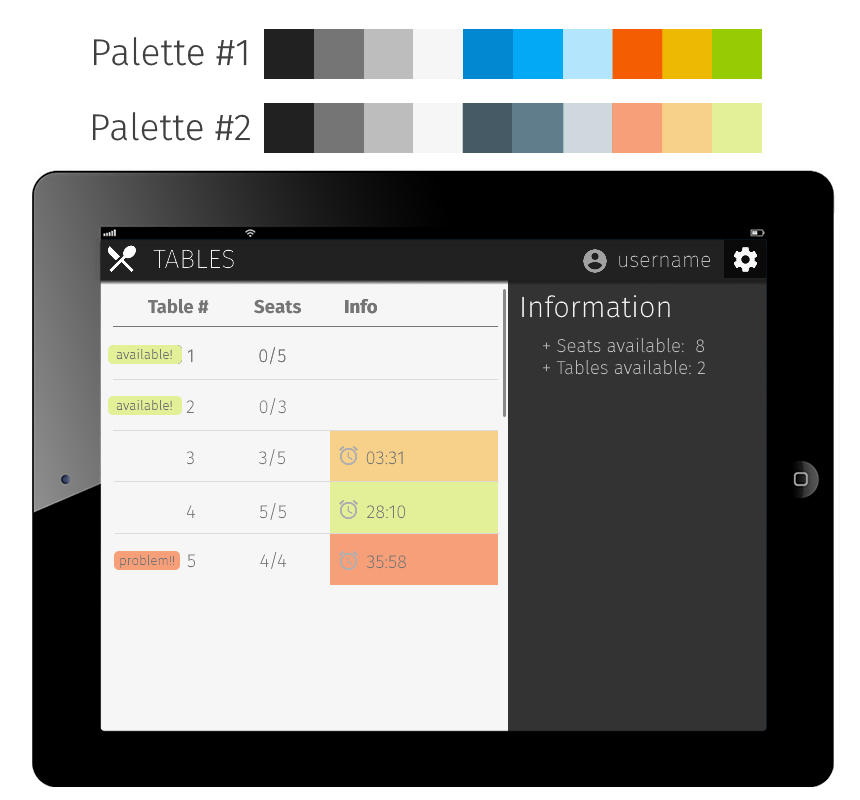 Palette #1
Palette #2
TABLES username
Table # Seats Info
available! 1 0/5
available! 2 0/3
3 3/5 03:31
4 5/5 28:10
problem!! 5 4/4 35:58
Information
+ Seats available: 8
+ Tables available: 2